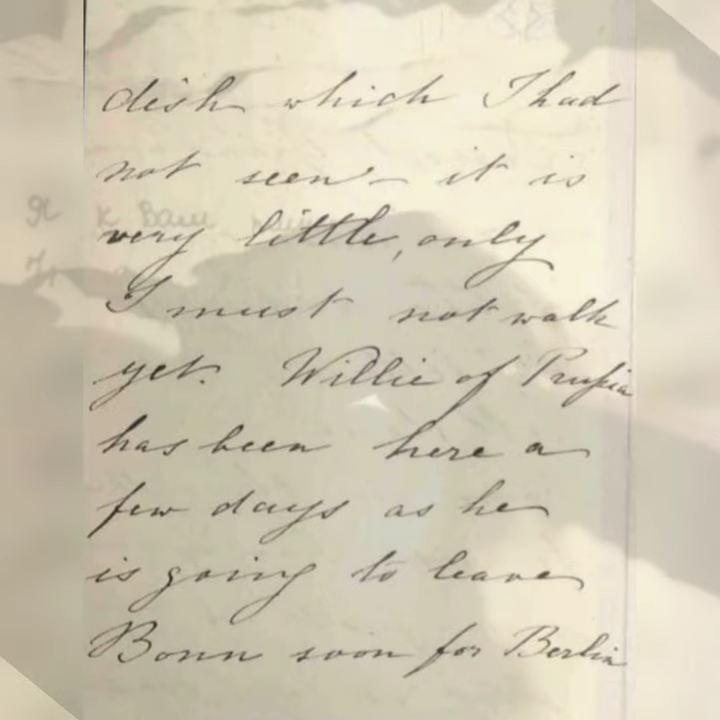 dish which I had
not seen – it is
very little, only
I must not walk
yet. Willie of Prussia
has been here a
few days as he
is going to leave
Bonn soon for Berlin